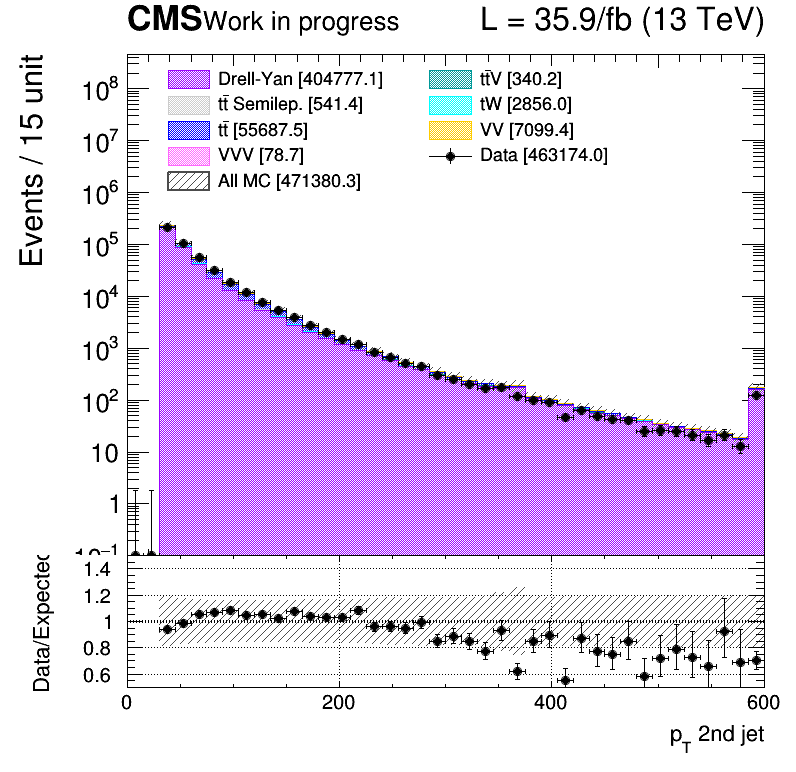 CMS Work in progress L = 35.9/fb (13 TeV)
Drell-Yan [404777.1] tt̄V [340.2]
tt̄ Semilep. [541.4] tW [2856.0]
tt̄ [55687.5] VV [7099.4]
VVV [78.7] Data [463174.0]
All MC [471380.3]
Events / 15 unit
10⁸
10⁷
10⁶
10⁵
10⁴
10³
10²
10
1
10⁻¹
Data/Expected
1.4
1.2
1
0.8
0.6
0 200 400 600
p_T 2nd jet